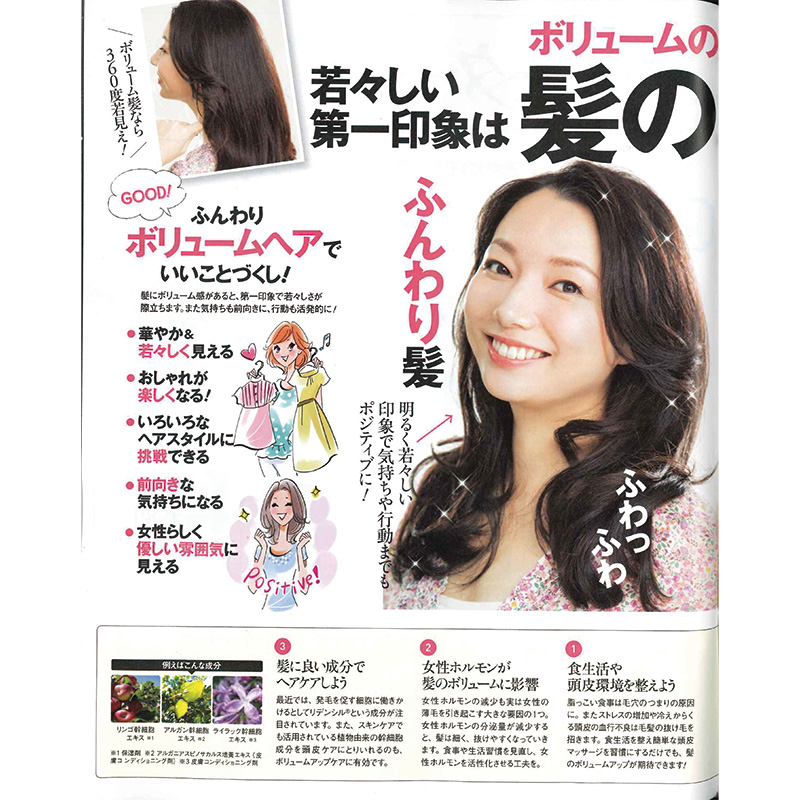 ボリュームの
若々しい
第一印象は
髪の
ボリューム髪なら
360度若見え！
GOOD!
ふんわり
ボリュームヘアで
いいことづくし！
髪にボリューム感があると、第一印象で若々しさが
際立ちます。また気持ちも前向きに、行動も活発的に！
●華やか&
若々しく見える
●おしゃれが
楽しくなる！
●いろいろな
ヘアスタイルに
挑戦できる
●前向きな
気持ちになる
●女性らしく
優しい雰囲気に
見える
Positive!
ふんわり髪
明るく若々しい
印象で気持ちや行動までも
ポジティブに！
ふわっ
ふわ
1
食生活や
頭皮環境を整えよう
脂っこい食事は毛穴のつまりの原因
に。またストレスの増加や冷えからく
る頭皮の血行不良は毛髪の抜け毛を
招きます。食生活を整え簡単な頭皮
マッサージを習慣にするだけでも、髪
のボリュームアップが期待できます！
2
女性ホルモンが
髪のボリュームに影響
女性ホルモンの減少も実は女性の
薄毛を引き起こす大きな要因の1つ。
女性ホルモンの分泌量が減少する
と、髪は細く、抜けやすくなっていき
ます。食事や生活習慣を見直し、女
性ホルモンを活性化させる工夫を。
3
髪に良い成分で
ヘアケアしよう
最近では、発毛を促す細胞に働きか
けるとしてリデンシル®という成分が注
目されています。また、スキンケアで
も活用されている植物由来の幹細胞
成分を頭皮ケアにとりいれるのも、
ボリュームアップケアに有効です。
例えばこんな成分
リンゴ幹細胞
エキス ※1
アルガン幹細胞
エキス ※2
ライラック幹細胞
エキス ※3
※1 保湿剤 ※2 アルガニアスピノサカルス培養エキス（皮
膚コンディショニング剤） ※3 皮膚コンディショニング剤